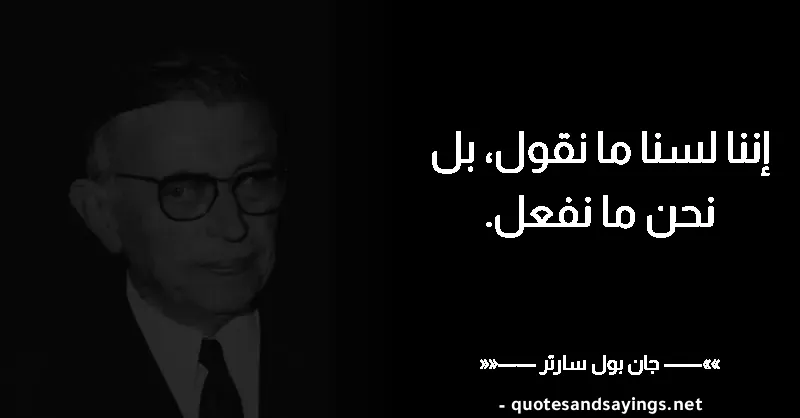 إننا لسنا ما نقول، بل
نحن ما نفعل.
»»—— جان بول سارتر ——««
- quotesandsayings.net